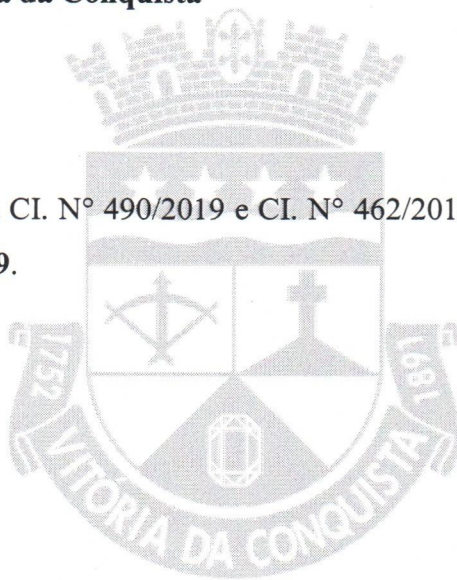 a da Conquista
CI. N° 490/2019 e CI. N° 462/201
9.
1752
1891
VITÓRIA DA CONQUISTA